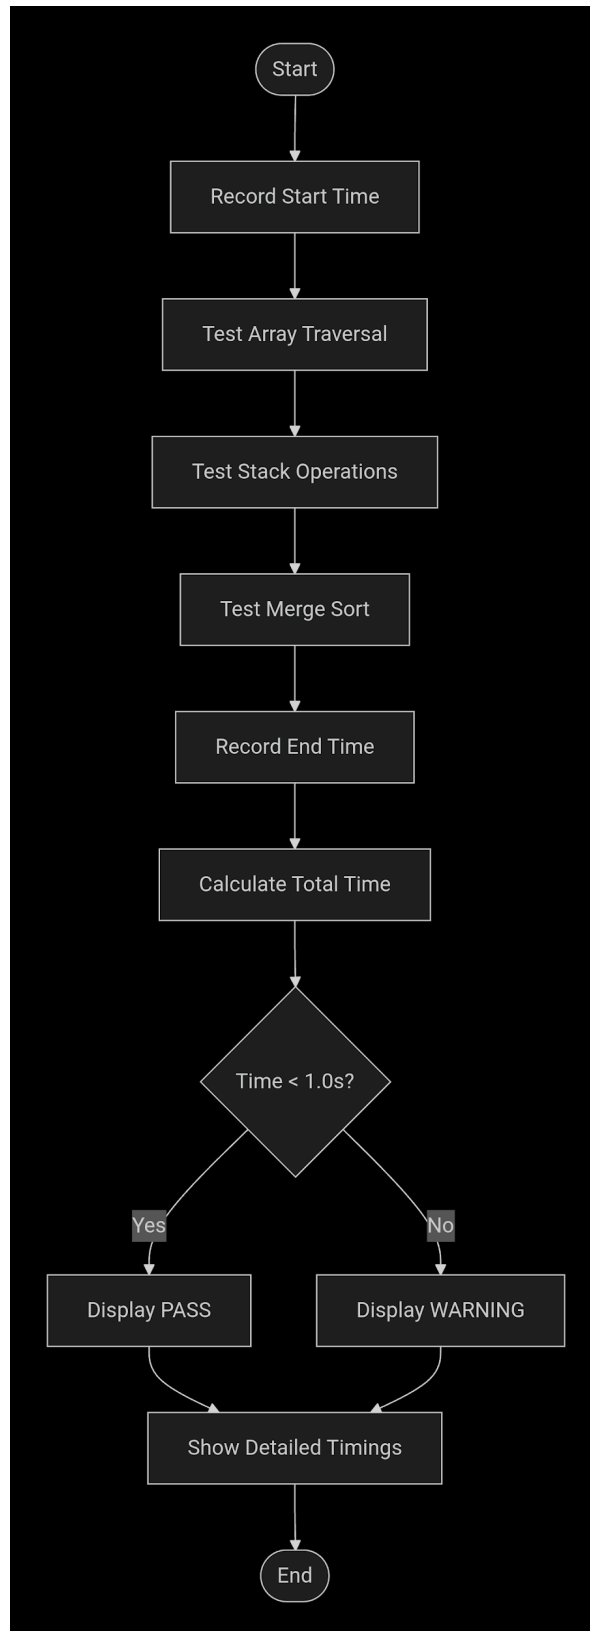 Start
Record Start Time
Test Array Traversal
Test Stack Operations
Test Merge Sort
Record End Time
Calculate Total Time
Time < 1.0s?
Yes
No
Display PASS
Display WARNING
Show Detailed Timings
End